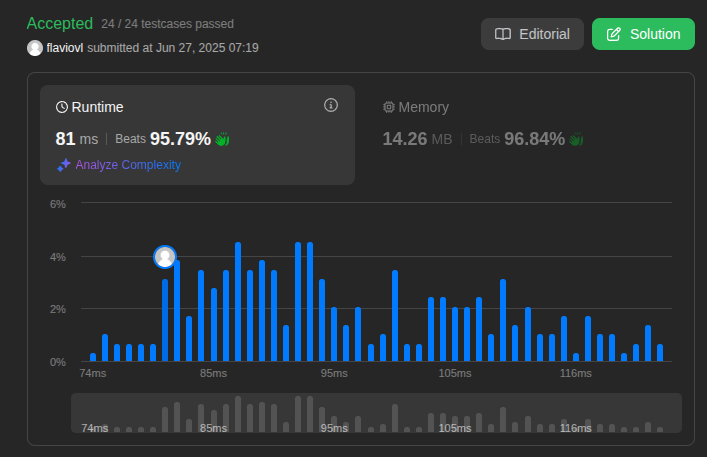 Accepted 24 / 24 testcases passed
flaviovl submitted at Jun 27, 2025 07:19
Editorial
Solution
Runtime
81 ms | Beats 95.79%
Analyze Complexity
Memory
14.26 MB | Beats 96.84%
6%
4%
2%
0%
74ms 85ms 95ms 105ms 116ms
74ms 85ms 95ms 105ms 116ms